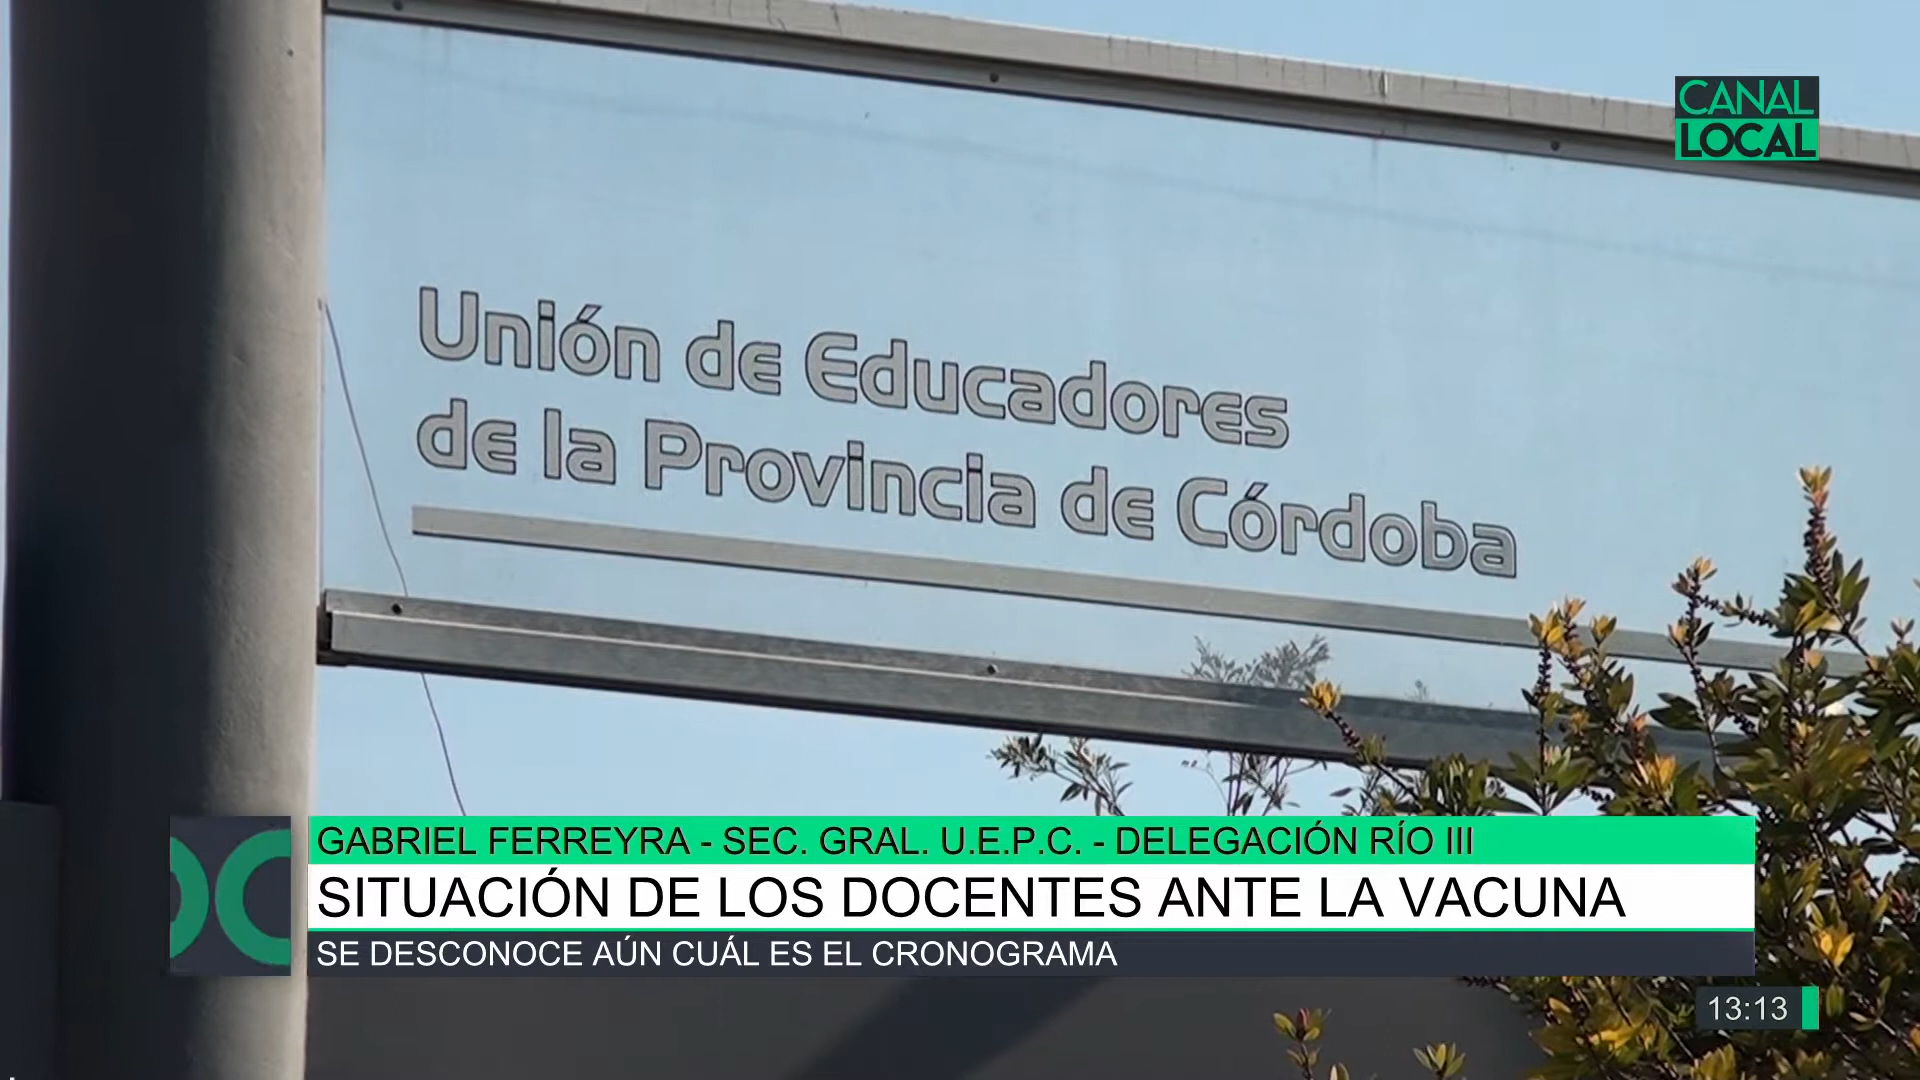 CANAL
LOCAL
Unión de Educadores
de la Provincia de Córdoba
GABRIEL FERREYRA - SEC. GRAL. U.E.P.C. - DELEGACIÓN RÍO III
SITUACIÓN DE LOS DOCENTES ANTE LA VACUNA
SE DESCONOCE AÚN CUÁL ES EL CRONOGRAMA
13:13